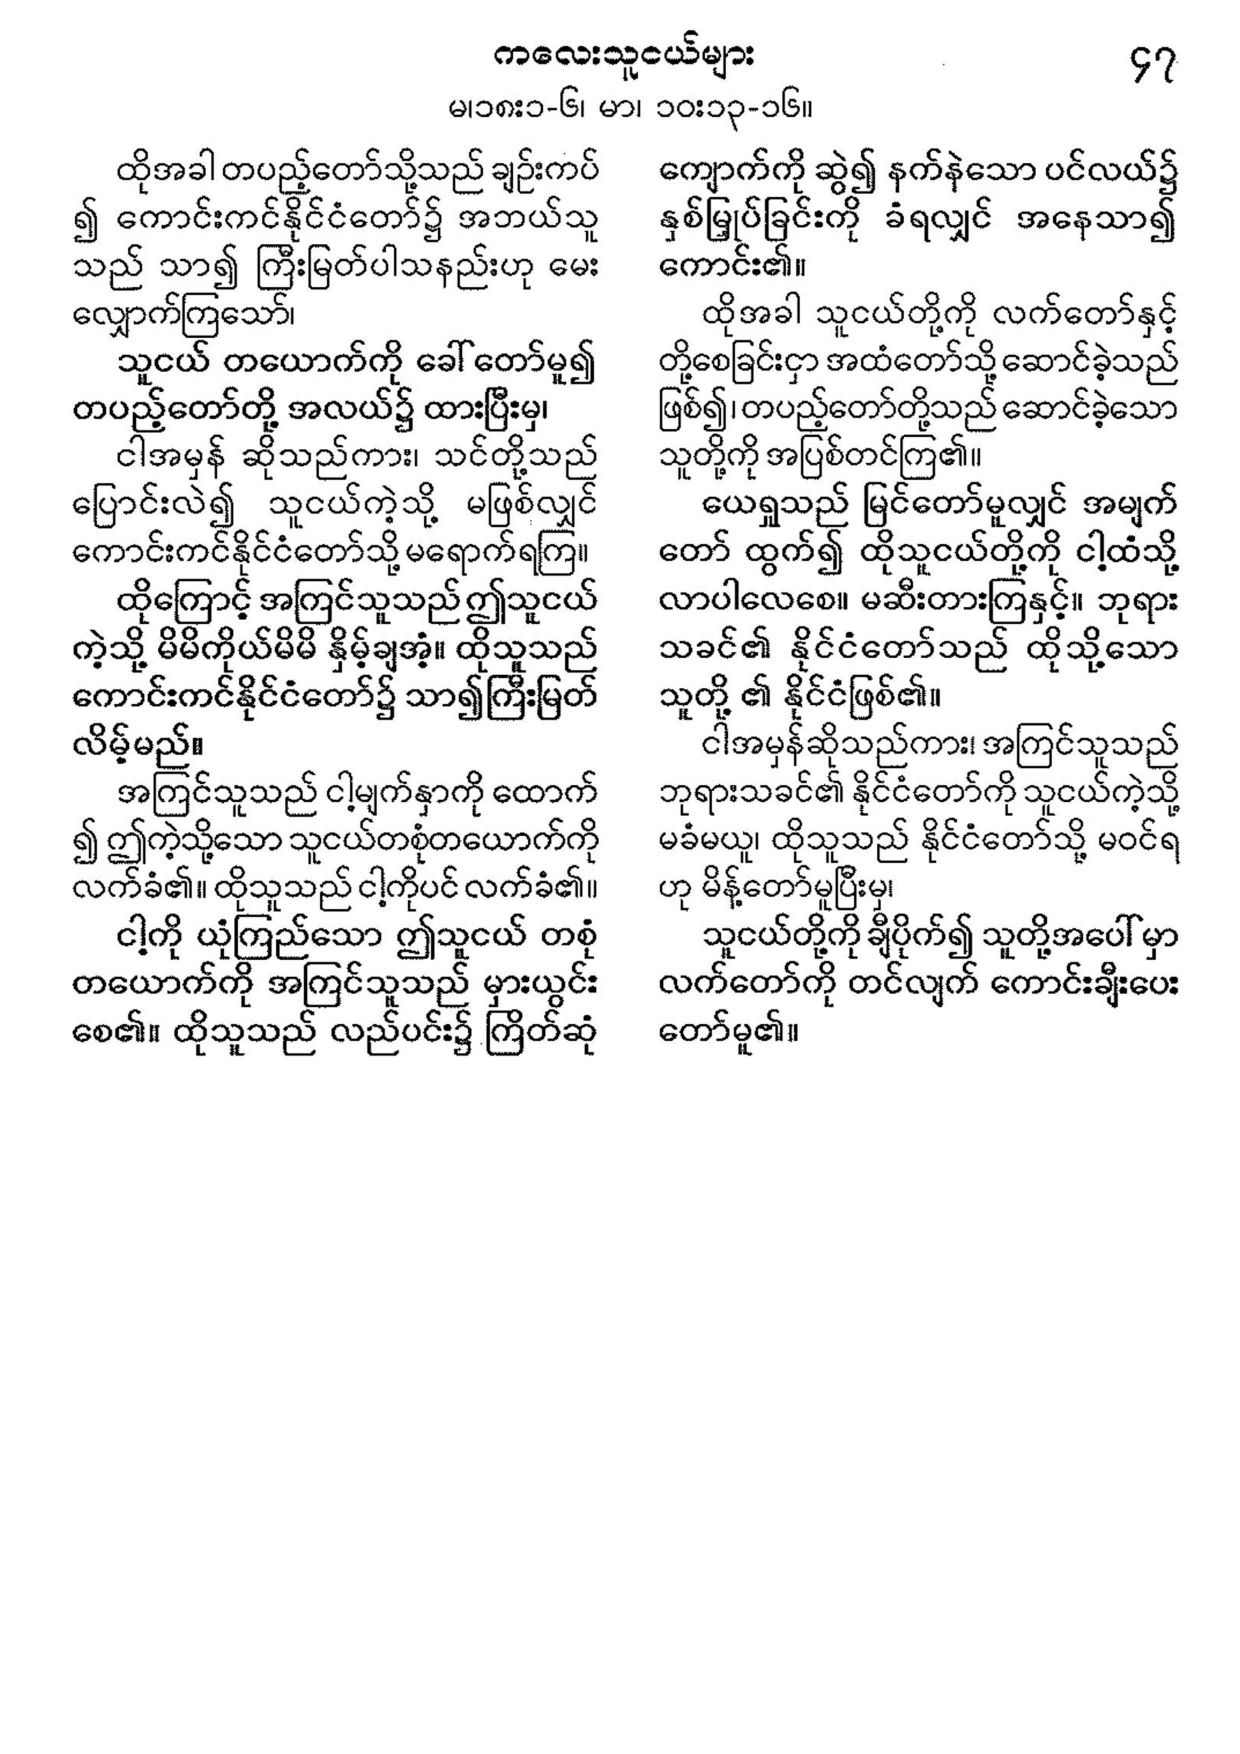 ကလေးသူငယ်များ
၄၇
မ၊၁၈း၁-၆၊ မာ၊ ၁၀း၁၃-၁၆။
ထိုအခါ တပည့်တော်သို့သည် ချဉ်းကပ်
၍ ကောင်းကင်နိုင်ငံတော်၌ အဘယ်သူ
သည် သာ၍ ကြီးမြတ်ပါသနည်းဟု မေး
လျှောက်ကြသော်၊
သူငယ် တယောက်ကို ခေါ်တော်မူ၍
တပည့်တော်တို့ အလယ်၌ ထားပြီးမှ၊
ငါအမှန် ဆိုသည်ကား၊ သင်တို့သည်
ပြောင်းလဲ၍ သူငယ်ကဲ့သို့ မဖြစ်လျှင်
ကောင်းကင်နိုင်ငံတော်သို့ မရောက်ရကြ။
ထိုကြောင့် အကြင်သူသည် ဤသူငယ်
ကဲ့သို့ မိမိကိုယ်မိမိ နှိမ့်ချအံ့။ ထိုသူသည်
ကောင်းကင်နိုင်ငံတော်၌ သာ၍ကြီးမြတ်
လိမ့်မည်။
အကြင်သူသည် ငါ့မျက်နှာကို ထောက်
၍ ဤကဲ့သို့သော သူငယ်တစုံတယောက်ကို
လက်ခံ၏။ ထိုသူသည် ငါ့ကိုပင် လက်ခံ၏။
ငါ့ကို ယုံကြည်သော ဤသူငယ် တစုံ
တယောက်ကို အကြင်သူသည် မှားယွင်း
စေ၏။ ထိုသူသည် လည်ပင်း၌ ကြိတ်ဆုံ
ကျောက်ကို ဆွဲ၍ နက်နဲသော ပင်လယ်၌
နှစ်မြှုပ်ခြင်းကို ခံရလျှင် အနေသာ၍
ကောင်း၏။
ထိုအခါ သူငယ်တို့ကို လက်တော်နှင့်
တို့စေခြင်းငှာ အထံတော်သို့ ဆောင်ခဲ့သည်
ဖြစ်၍၊ တပည့်တော်တို့သည် ဆောင်ခဲ့သော
သူတို့ကို အပြစ်တင်ကြ၏။
ယေရှုသည် မြင်တော်မူလျှင် အမျက်
တော် ထွက်၍ ထိုသူငယ်တို့ကို ငါ့ထံသို့
လာပါလေစေ။ မဆီးတားကြနှင့်။ ဘုရား
သခင်၏ နိုင်ငံတော်သည် ထိုသို့သော
သူတို့ ၏ နိုင်ငံဖြစ်၏။
ငါအမှန်ဆိုသည်ကား၊ အကြင်သူသည်
ဘုရားသခင်၏ နိုင်ငံတော်ကို သူငယ်ကဲ့သို့
မခံမယူ၊ ထိုသူသည် နိုင်ငံတော်သို့ မဝင်ရ
ဟု မိန့်တော်မူပြီးမှ၊
သူငယ်တို့ကို ချီပိုက်၍ သူတို့အပေါ်မှာ
လက်တော်ကို တင်လျက် ကောင်းချီးပေး
တော်မူ၏။